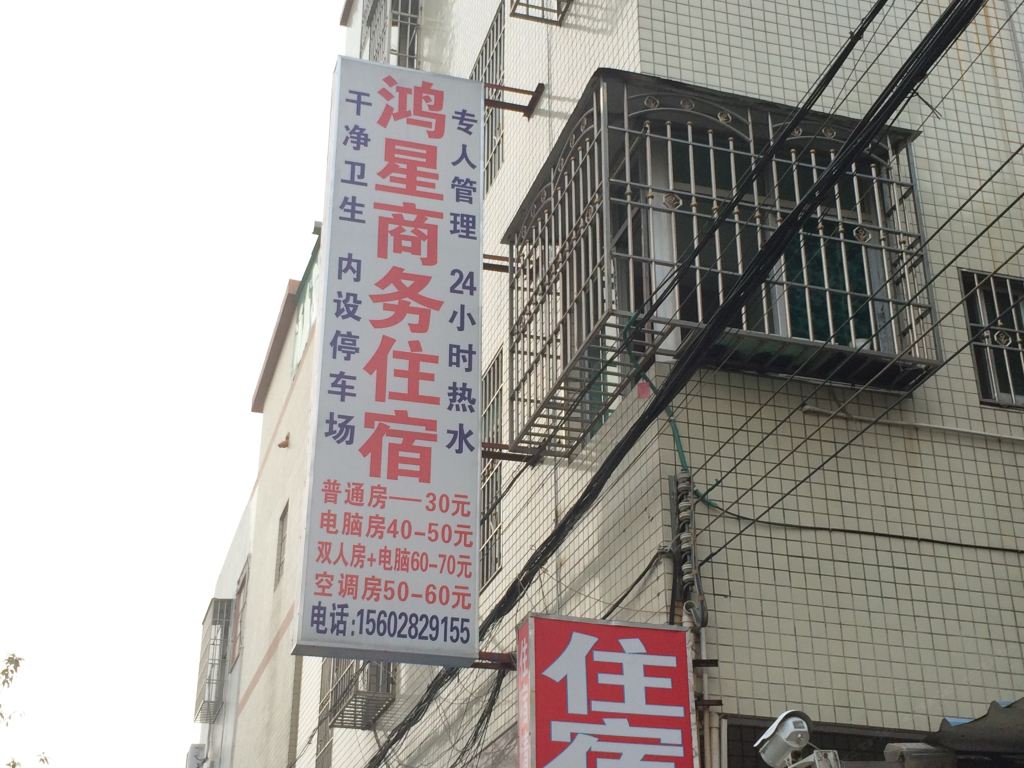 鸿星商务住宿
专人管理 24小时热水
干净卫生 内设停车场
普通房——30元
电脑房40-50元
双人房+电脑60-70元
空调房50-60元
电话:15602829155
住宿